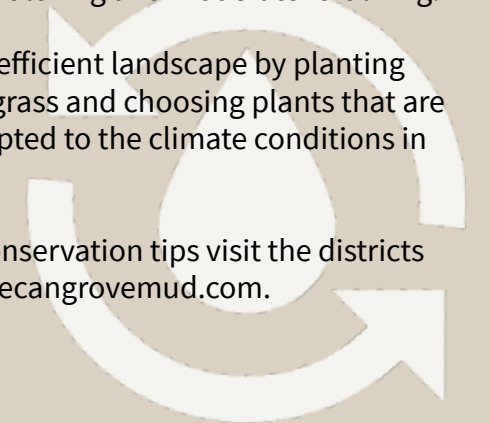 efficient landscape by planting
grass and choosing plants that are
pted to the climate conditions in
nservation tips visit the districts
ecangrovemud.com.